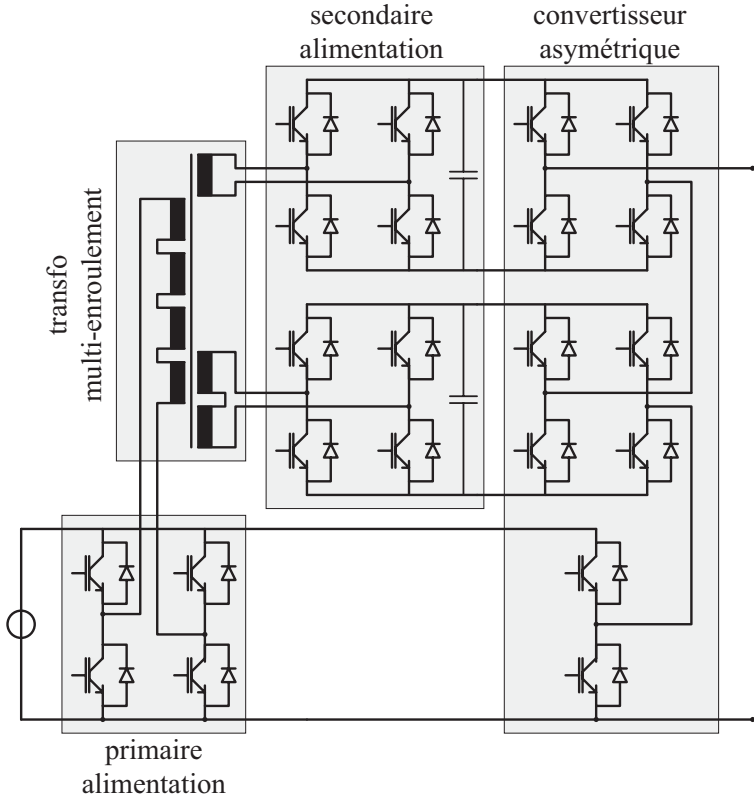 secondaire
alimentation
convertisseur
asymétrique
transfo
multi-enroulement
primaire
alimentation